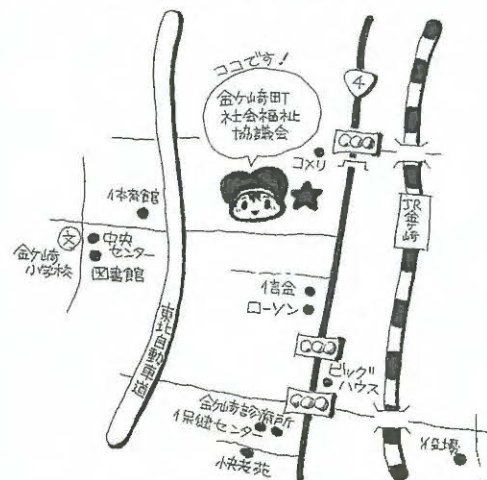 ココです!
金ケ崎町
社会福祉
協議会
4
コメリ
体育館
JR金ケ崎
文
中央
センター
金ケ崎
小学校
図書館
信金
ローソン
東北自動車道
ビッグ
ハウス
金ケ崎診療所
保健センター
役場
快老苑